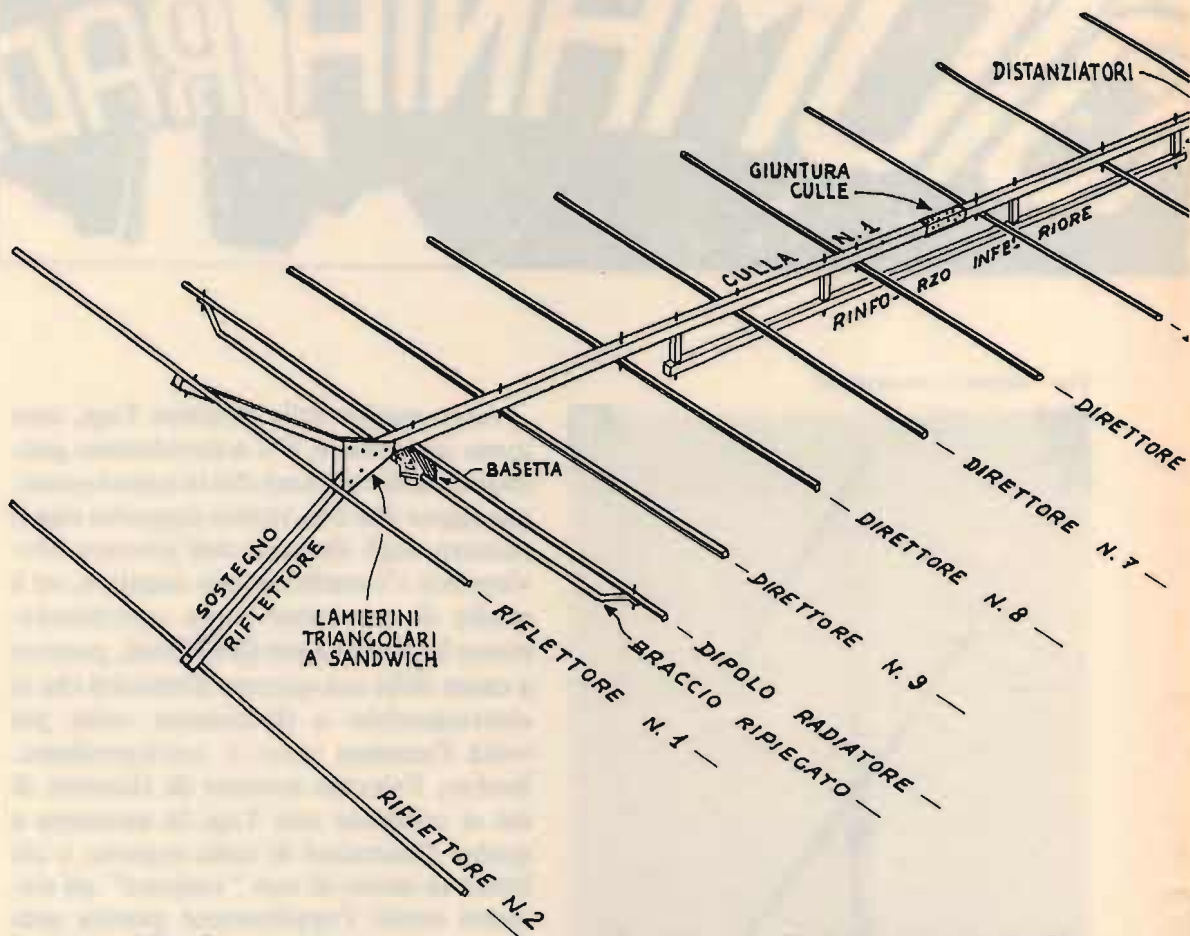 DISTANZIATORI
GIUNTURA
CULLE
CULLA N.1
RINFO- RZO INFE- RIORE
BASETTA
SOSTEGNO
RIFLETTORE
LAMIERINI
TRIANGOLARI
A SANDWICH
DIRETTORE
DIRETTORE N. 7
DIRETTORE N. 8
DIRETTORE N. 9
DIPOLO RADIATORE
BRACCIO RIPIEGATO
RIFLETTORE N. 1
RIFLETTORE N.2